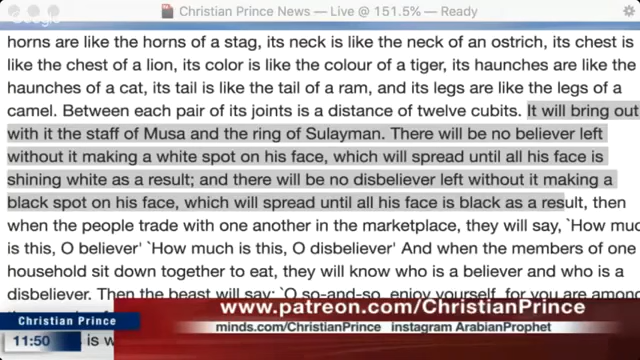 Christian Prince News — Live @ 151.5% — Ready
Google
horns are like the horns of a stag, its neck is like the neck of an ostrich, its chest is
like the chest of a lion, its color is like the colour of a tiger, its haunches are like the
haunches of a cat, its tail is like the tail of a ram, and its legs are like the legs of a
camel. Between each pair of its joints is a distance of twelve cubits. It will bring out
with it the staff of Musa and the ring of Sulayman. There will be no believer left
without it making a white spot on his face, which will spread until all his face is
shining white as a result; and there will be no disbeliever left without it making a
black spot on his face, which will spread until all his face is black as a result, then
when the people trade with one another in the marketplace, they will say, `How muc
is this, O believer' `How much is this, O disbeliever' And when the members of one
household sit down together to eat, they will know who is a believer and who is a
disbeliever. Then the beast will say: `O so-and-so, enjoy yourself, for you are among
www.patreon.com/ChristianPrince
Christian Prince
minds.com/ChristianPrince instagram ArabianProphet
11:50
is w